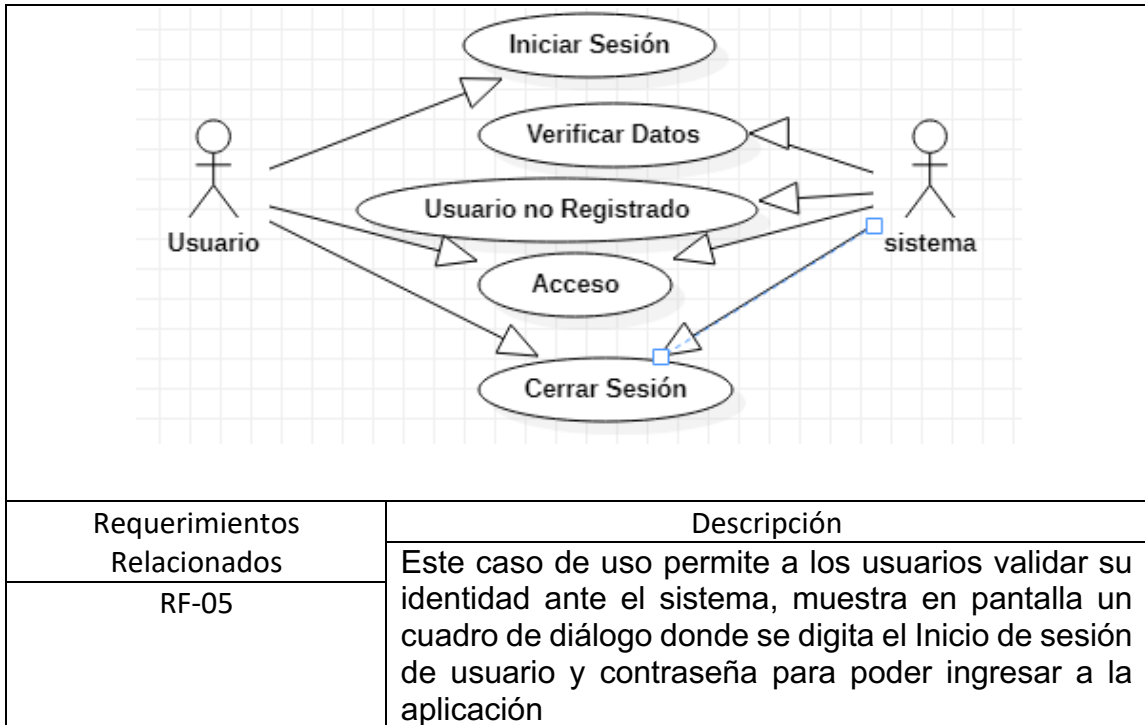 Iniciar Sesión
Verificar Datos
Usuario no Registrado
Usuario
sistema
Acceso
Cerrar Sesión
Requerimientos
Relacionados
RF-05
Descripción
Este caso de uso permite a los usuarios validar su
identidad ante el sistema, muestra en pantalla un
cuadro de diálogo donde se digita el Inicio de sesión
de usuario y contraseña para poder ingresar a la
aplicación